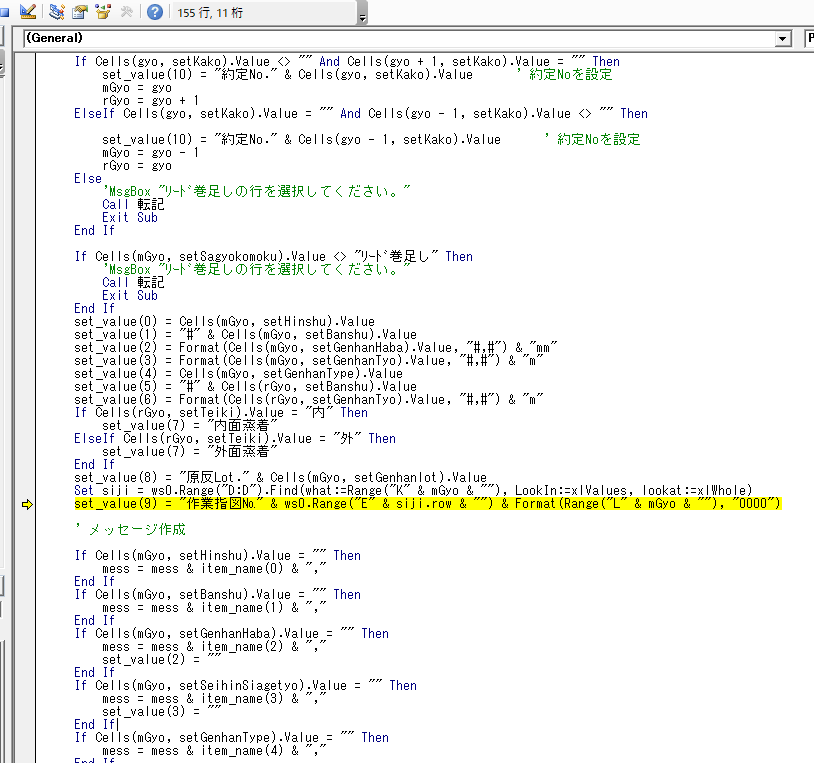 155 行, 11 桁
(General)
If Cells(gyo, setKako).Value <> "" And Cells(gyo + 1, setKako).Value = "" Then
set_value(10) = "約定No." & Cells(gyo, setKako).Value ' 約定Noを設定
mGyo = gyo
rGyo = gyo + 1
ElseIf Cells(gyo, setKako).Value = "" And Cells(gyo - 1, setKako).Value <> "" Then
set_value(10) = "約定No." & Cells(gyo - 1, setKako).Value ' 約定Noを設定
mGyo = gyo - 1
rGyo = gyo
Else
'MsgBox "ﾘｰﾄﾞ巻足しの行を選択してください。"
Call 転記
Exit Sub
End If
If Cells(mGyo, setSagyokomoku).Value <> "ﾘｰﾄﾞ巻足し" Then
'MsgBox "ﾘｰﾄﾞ巻足しの行を選択してください。"
Call 転記
Exit Sub
End If
set_value(0) = Cells(mGyo, setHinshu).Value
set_value(1) = "#" & Cells(mGyo, setBanshu).Value
set_value(2) = Format(Cells(mGyo, setGenhanHaba).Value, "#,#") & "mm"
set_value(3) = Format(Cells(mGyo, setGenhanTyo).Value, "#,#") & "m"
set_value(4) = Cells(mGyo, setGenhanType).Value
set_value(5) = "#" & Cells(rGyo, setBanshu).Value
set_value(6) = Format(Cells(rGyo, setGenhanTyo).Value, "#,#") & "m"
If Cells(rGyo, setTeiki).Value = "内" Then
set_value(7) = "内面蒸着"
ElseIf Cells(rGyo, setTeiki).Value = "外" Then
set_value(7) = "外面蒸着"
End If
set_value(8) = "原反Lot." & Cells(mGyo, setGenhanlot).Value
Set siji = wsO.Range("D:D").Find(what:=Range("K" & mGyo & ""), LookIn:=xlValues, lookat:=xlWhole)
set_value(9) = "作業指図№" & wsO.Range("E" & siji.row & "") & Format(Range("L" & mGyo & ""), "0000")
' メッセージ作成
If Cells(mGyo, setHinshu).Value = "" Then
mess = mess & item_name(0) & ","
End If
If Cells(mGyo, setBanshu).Value = "" Then
mess = mess & item_name(1) & ","
End If
If Cells(mGyo, setGenhanHaba).Value = "" Then
mess = mess & item_name(2) & ","
set_value(2) = ""
End If
If Cells(mGyo, setSeihinSiagetyo).Value = "" Then
mess = mess & item_name(3) & ","
set_value(3) = ""
End If
If Cells(mGyo, setGenhanType).Value = "" Then
mess = mess & item_name(4) & ","